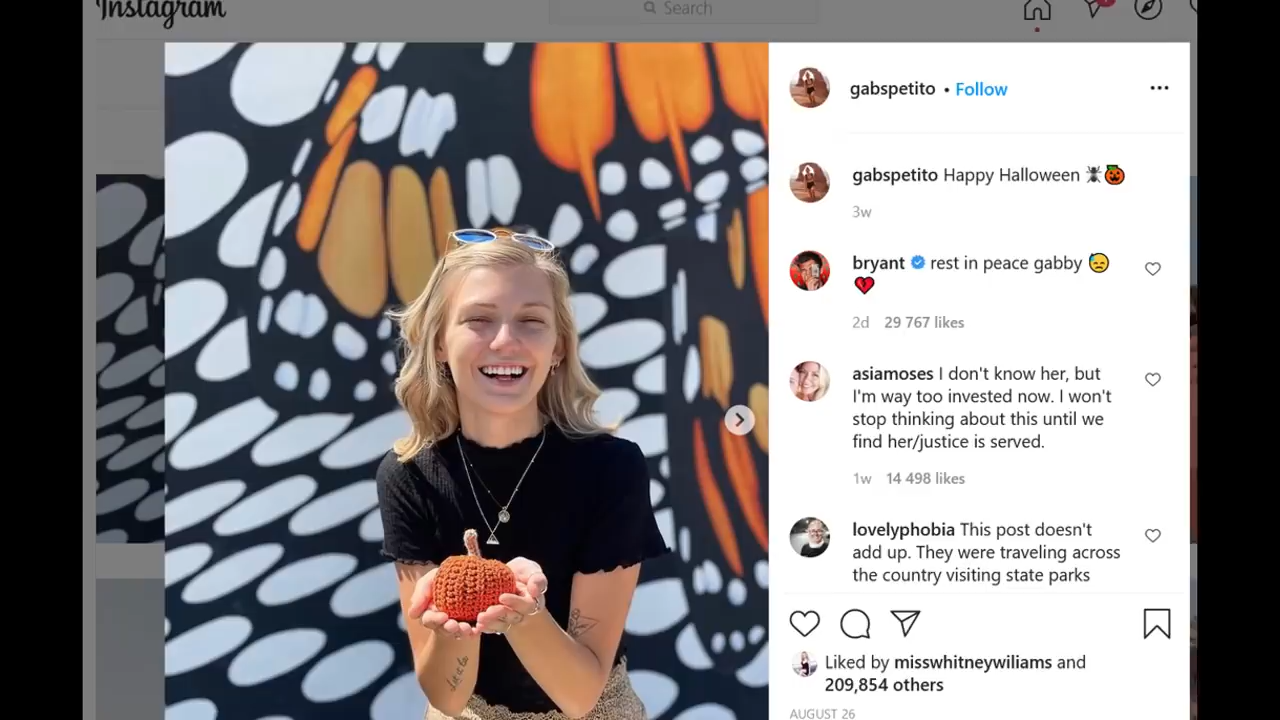 Instagram
Search
gabspetito • Follow
gabspetito Happy Halloween 🕷🎃
3w
bryant rest in peace gabby 😓
💔
2d 29 767 likes
asiamoses I don't know her, but
I'm way too invested now. I won't
stop thinking about this until we
find her/justice is served.
1w 14 498 likes
lovelyphobia This post doesn't
add up. They were traveling across
the country visiting state parks
Liked by misswhitneywiliams and
209,854 others
AUGUST 26
Let it be